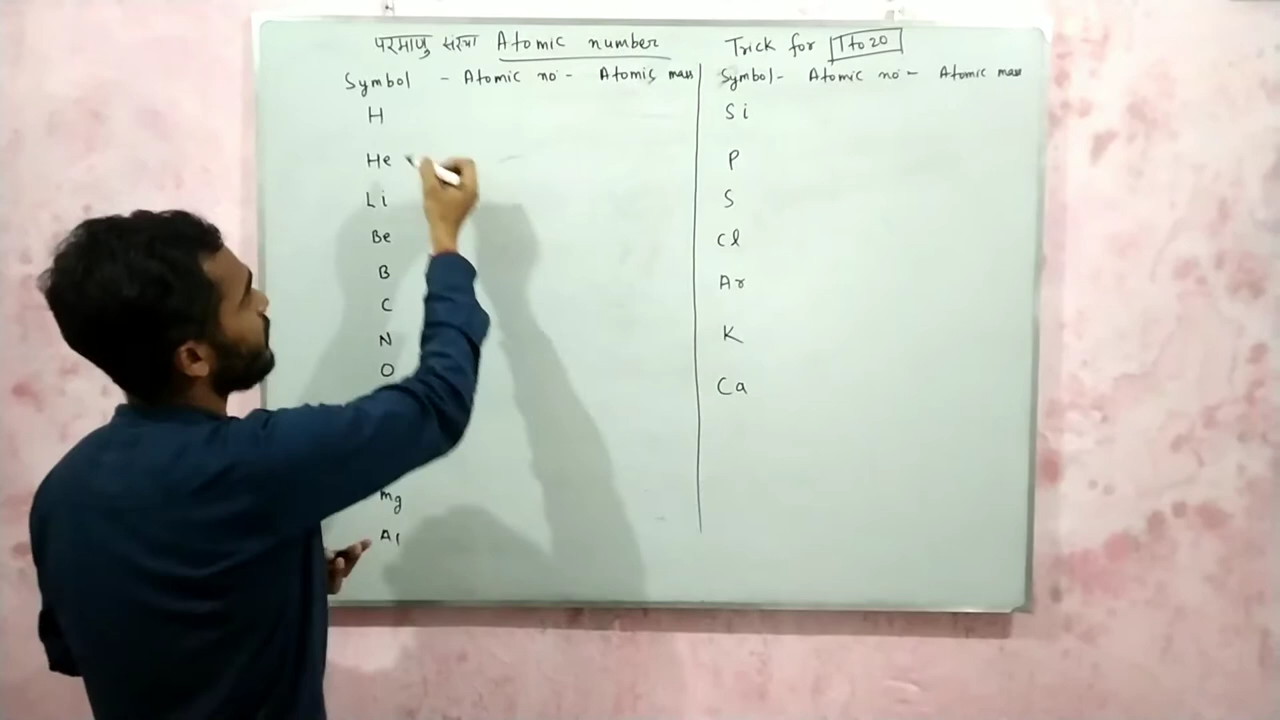 परमाणु संख्या Atomic number
Symbol - Atomic no - Atomic mass
H
He
Li
Be
B
C
N
O
Mg
Al
Trick for 1 to 20
Symbol - Atomic no - Atomic mass
Si
P
S
Cl
Ar
K
Ca